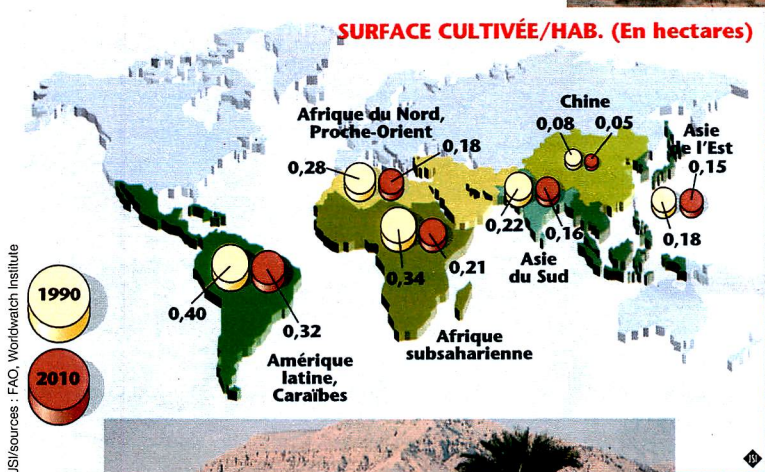 SURFACE CULTIVÉE/HAB. (En hectares)
Afrique du Nord,
Proche-Orient
0,28
0,18
Chine
0,08
0,05
Asie
de l'Est
0,15
0,18
0,22
0,16
Asie
du Sud
0,34
0,21
Afrique
subsaharienne
0,40
0,32
Amérique
latine,
Caraïbes
1990
2010
JSI/sources : FAO, Worldwatch Institute
JSI